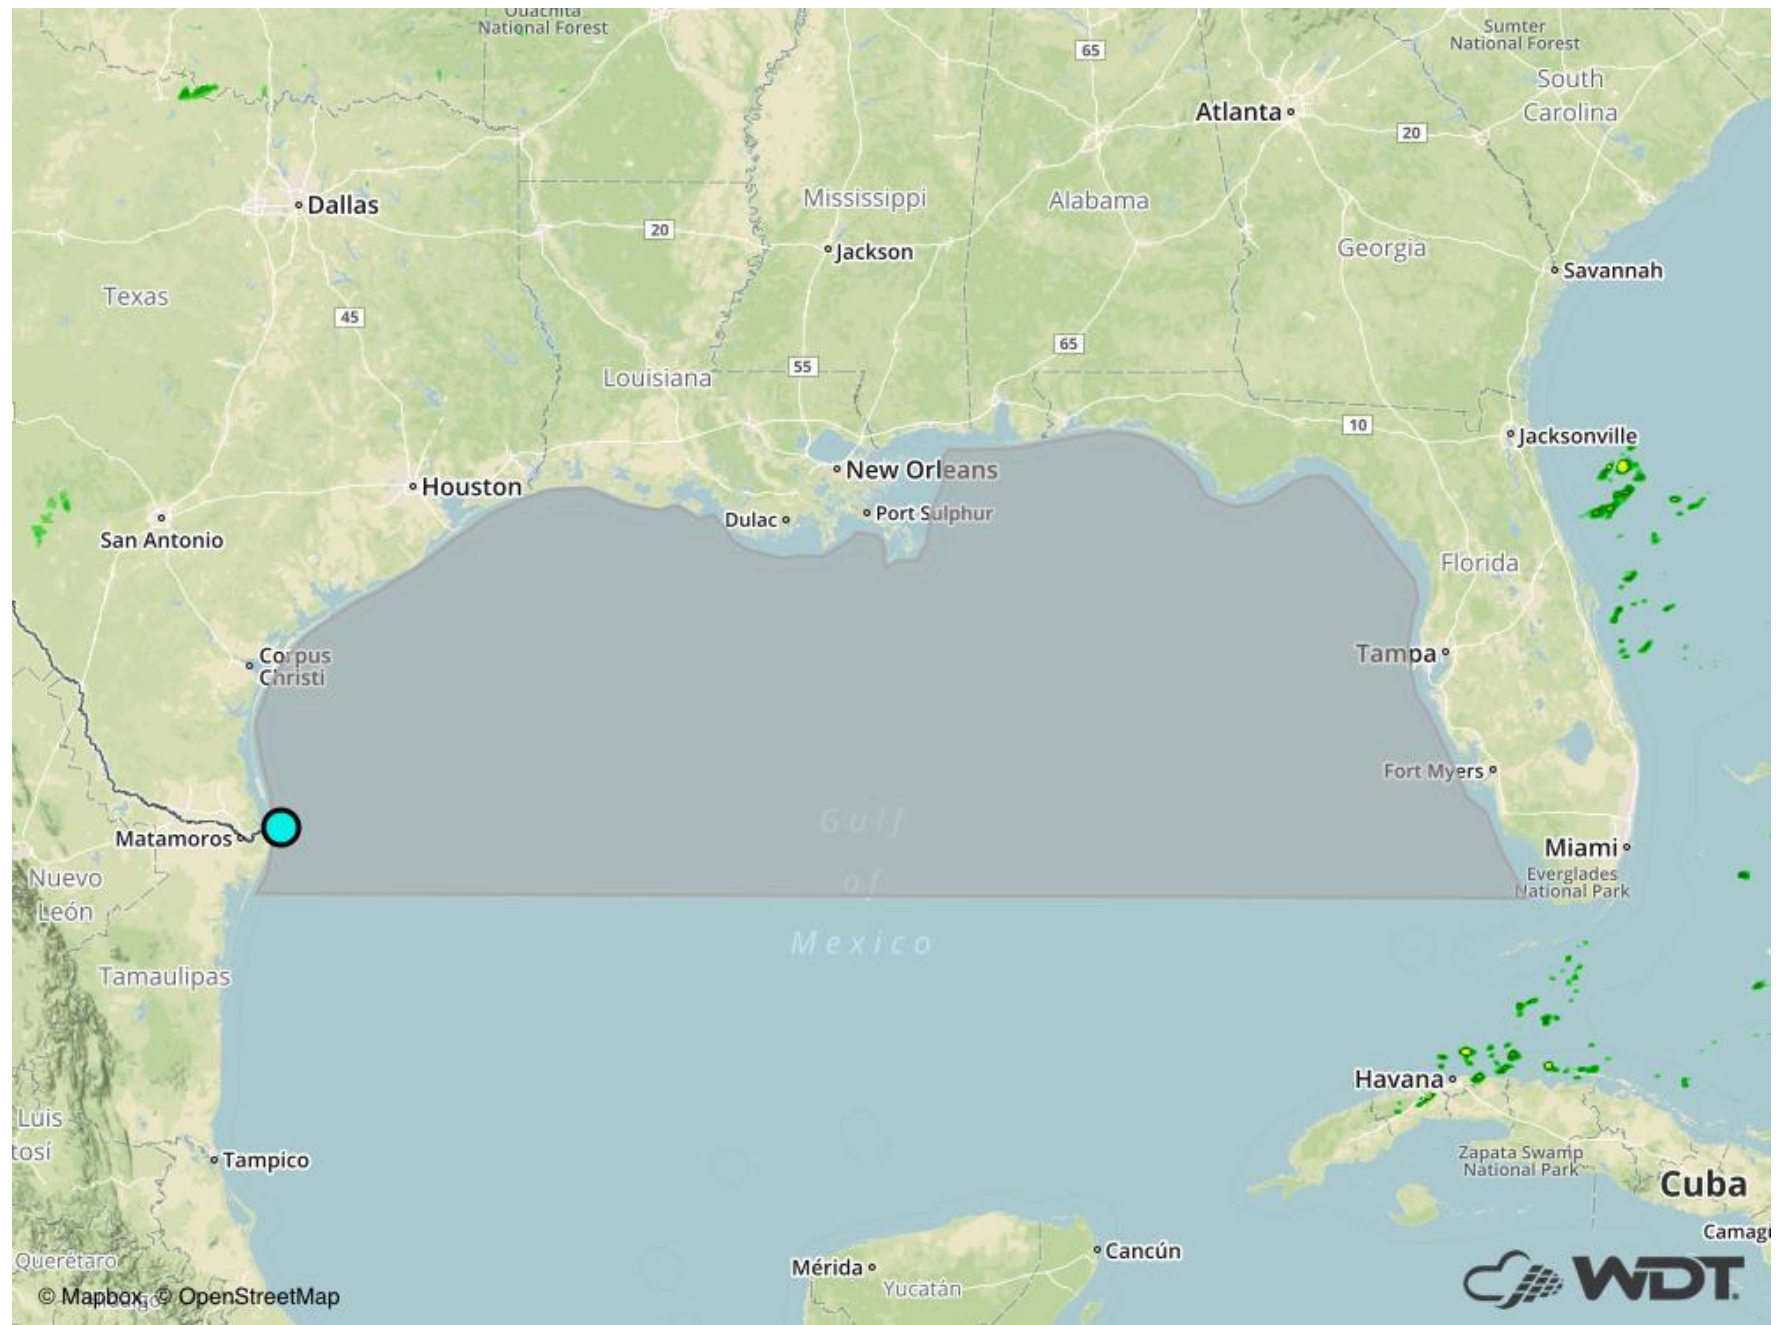 Ouachita
National Forest
65
Sumter
National Forest
South
Carolina
Atlanta
20
Dallas
Mississippi
Alabama
20
Jackson
Georgia
Savannah
Texas
45
65
55
Louisiana
10
Jacksonville
New Orleans
Houston
Dulac
Port Sulphur
San Antonio
Florida
Corpus
Christi
Tampa
Fort Myers
Gulf
of
Mexico
Matamoros
Miami
Everglades
National Park
Nuevo
León
Tamaulipas
Havana
Luis
tosí
Tampico
Zapata Swamp
National Park
Cuba
Camagü
Cancún
Mérida
Yucatán
Querétaro
© Mapbox, © OpenStreetMap
Hidalgo
WDT